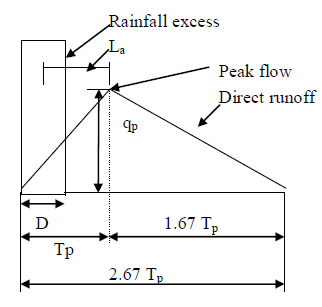 Rainfall excess
La
Peak flow
Direct runoff
qp
D
1.67 Tp
Tp
2.67 Tp